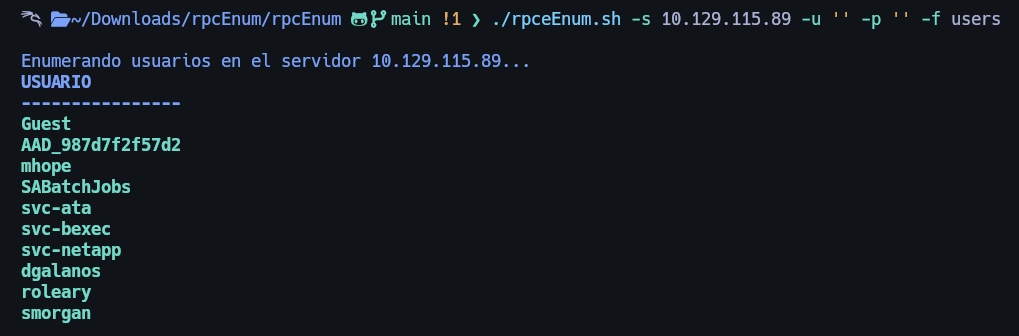 ~/Downloads/rpcEnum/rpcEnum main !1 ❯ ./rpceEnum.sh -s 10.129.115.89 -u '' -p '' -f users
Enumerando usuarios en el servidor 10.129.115.89...
USUARIO
----------------
Guest
AAD_987d7f2f57d2
mhope
SABatchJobs
svc-ata
svc-bexec
svc-netapp
dgalanos
roleary
smorgan